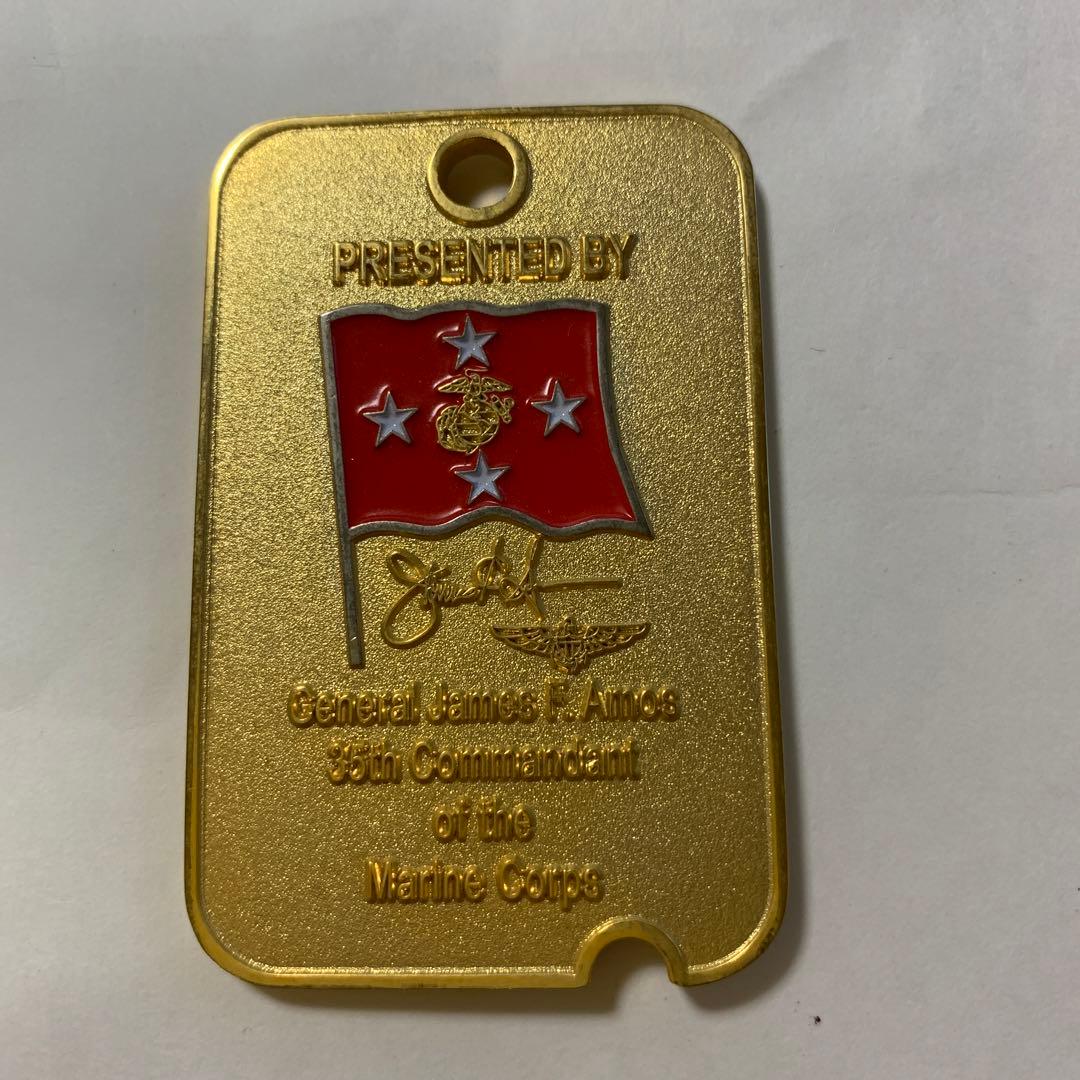 PRESENTED BY
General James F. Amos
35th Commandant
of the
Marine Corps